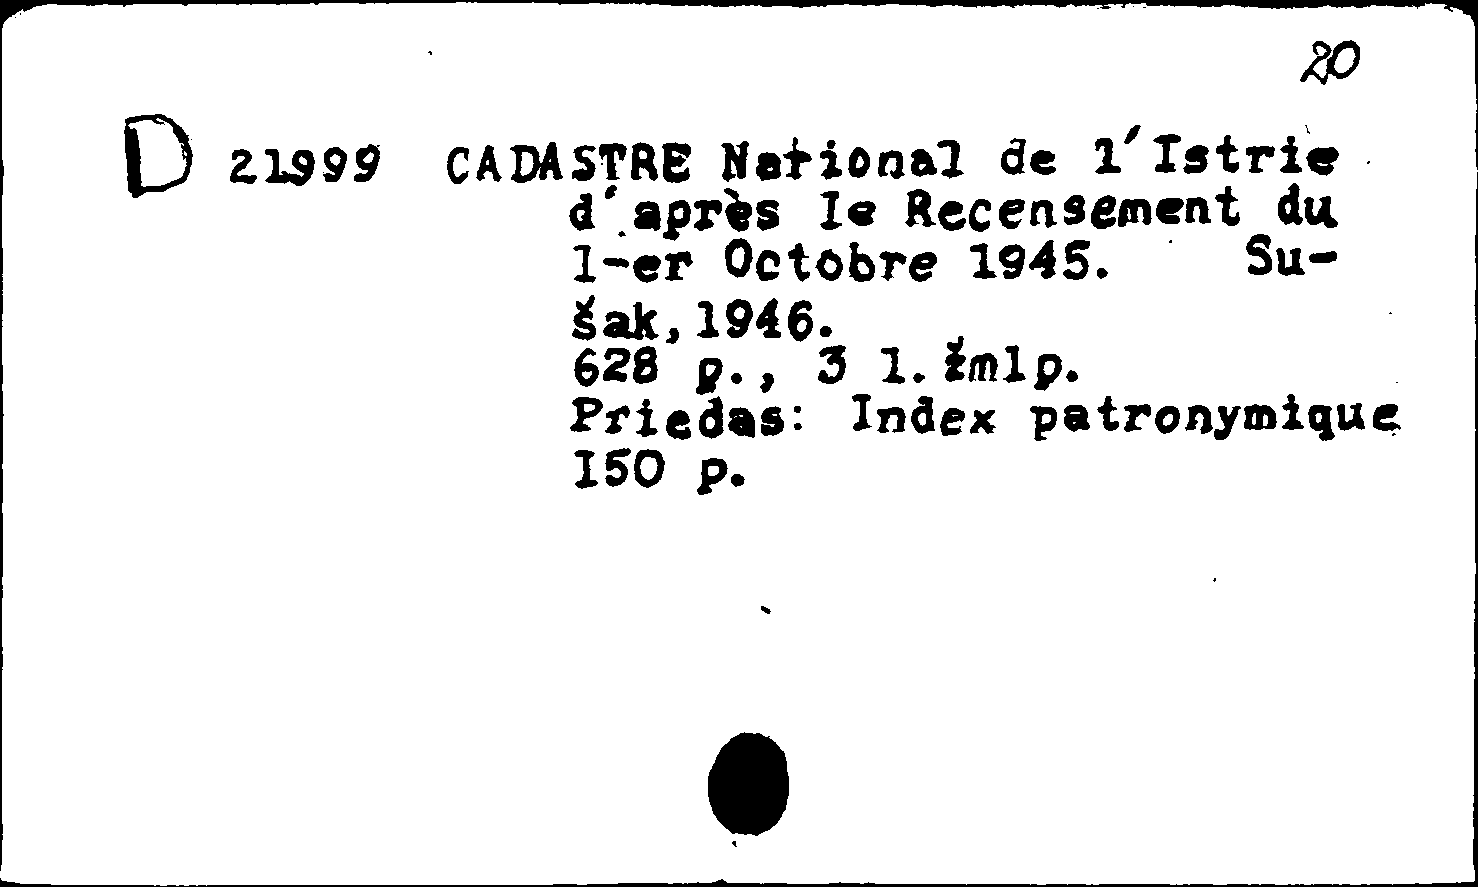 20
D 21999 CADASTRE National de l'Istrie
d'après le Recensement du
1-er Octobre 1945. Su-
šak, 1946.
628 p., 3 l. žmlp.
Priedas: Index patronymique
150 p.